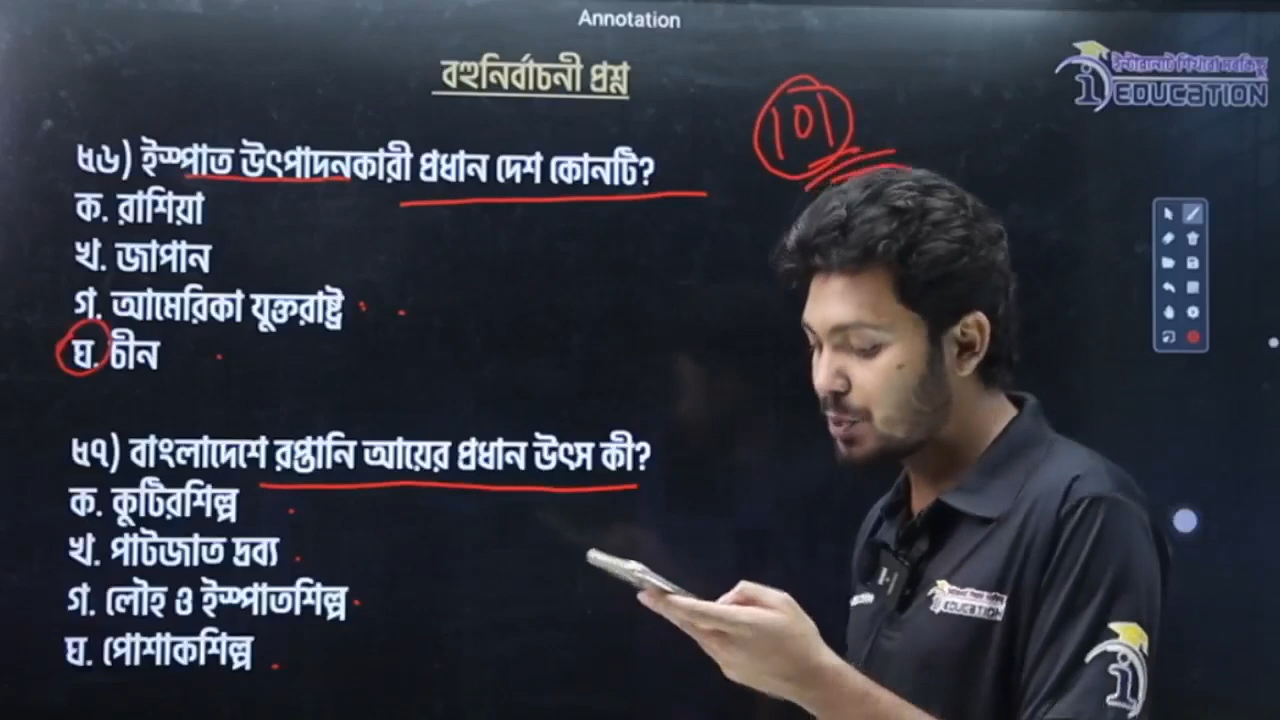 Annotation
বহুনির্বাচনী প্রশ্ন
101
EDUCATION
৫৬) ইস্পাত উৎপাদনকারী প্রধান দেশ কোনটি?
ক. রাশিয়া
খ. জাপান
গ. আমেরিকা যুক্তরাষ্ট্র
ঘ. চীন
৫৭) বাংলাদেশে রপ্তানি আয়ের প্রধান উৎস কী?
ক. কুটিরশিল্প
খ. পাটজাত দ্রব্য
গ. লৌহ ও ইস্পাতশিল্প
ঘ. পোশাকশিল্প
EDUCATION